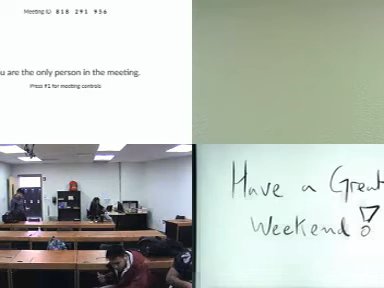 Meeting ID 818 291 936
u are the only person in the meeting.
Press #1 for meeting controls
Have a Great
Weekend!